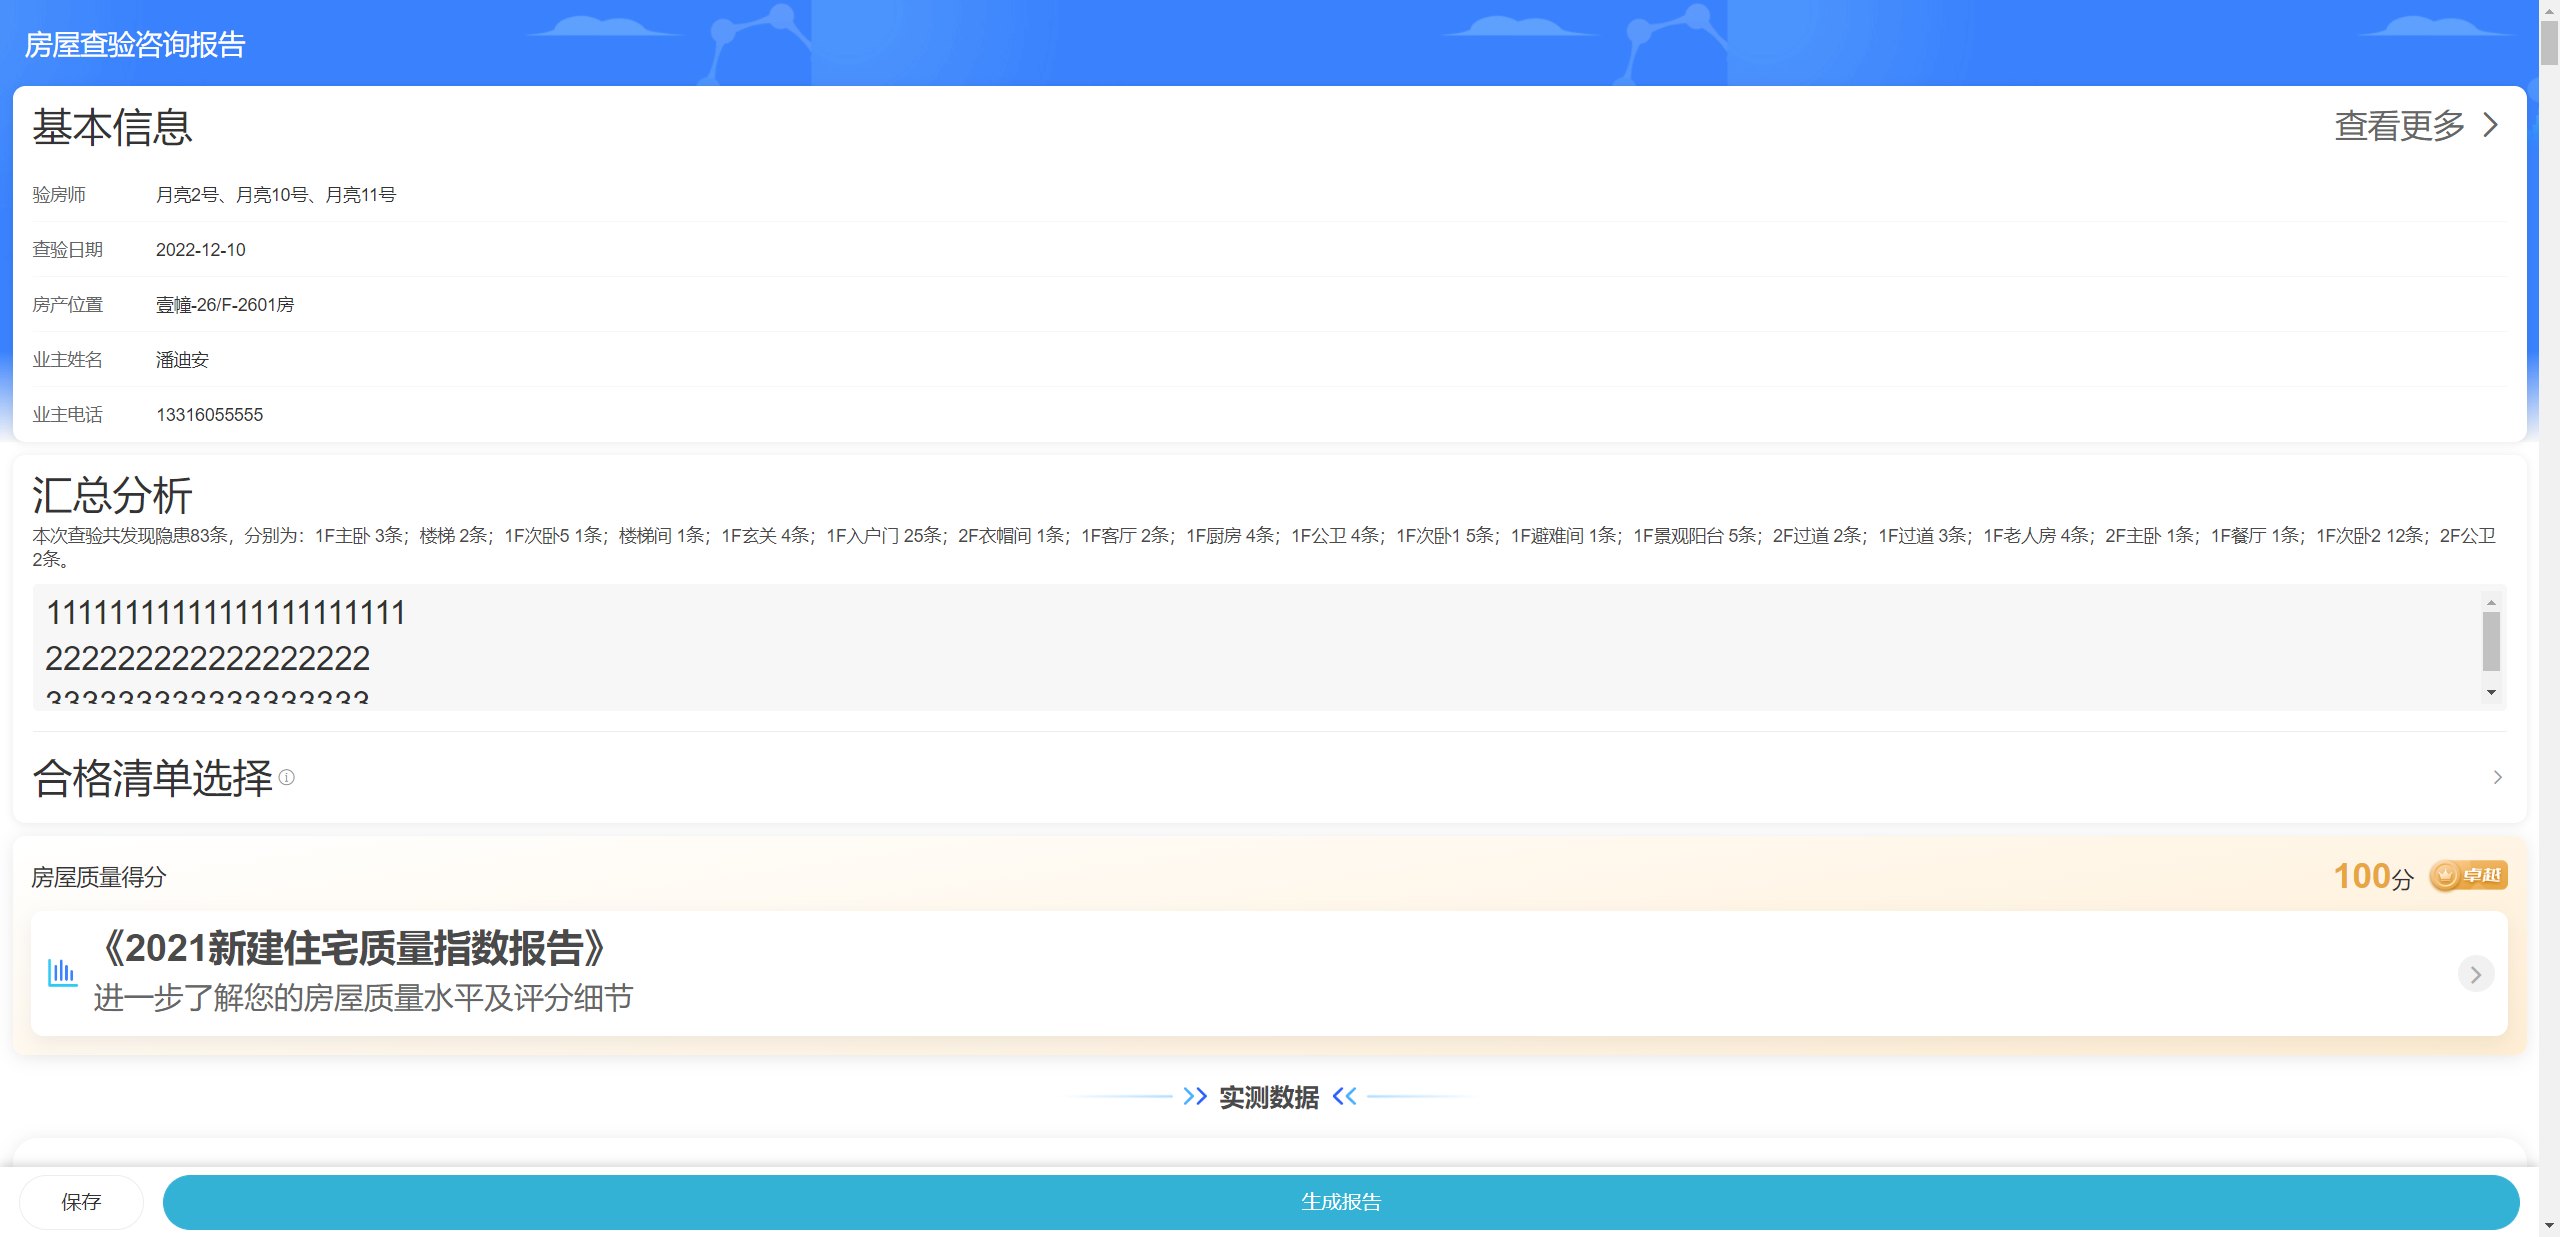 房屋查验咨询报告
基本信息
查看更多
验房师 月亮2号、月亮10号、月亮11号
查验日期 2022-12-10
房产位置 壹幢-26/F-2601房
业主姓名 潘迪安
业主电话 13316055555
汇总分析
本次查验共发现隐患83条，分别为：1F主卧 3条；楼梯 2条；1F次卧5 1条；楼梯间 1条；1F玄关 4条；1F入户门 25条；2F衣帽间 1条；1F客厅 2条；1F厨房 4条；1F公卫 4条；1F次卧1 5条；1F避难间 1条；1F景观阳台 5条；2F过道 2条；1F过道 3条；1F老人房 4条；2F主卧 1条；1F餐厅 1条；1F次卧2 12条；2F公卫
2条。
11111111111111111111111
222222222222222222
333333333333333333
合格清单选择
房屋质量得分
100分 卓越
《2021新建住宅质量指数报告》
进一步了解您的房屋质量水平及评分细节
实测数据
保存
生成报告